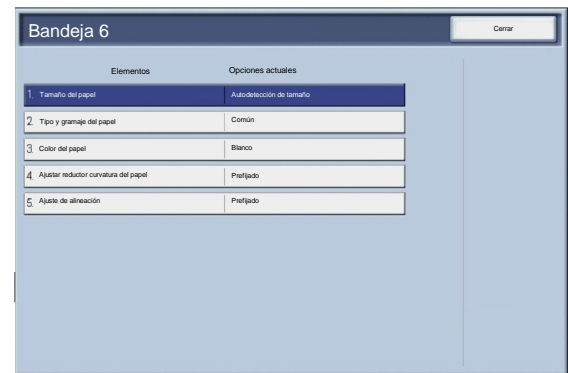 Bandeja 6
Cerrar
Elementos Opciones actuales
1. Tamaño del papel Autodetección de tamaño
2. Tipo y gramaje del papel Común
3. Color del papel Blanco
4. Ajustar reductor curvatura del papel Prefijado
5. Ajuste de alineación Prefijado